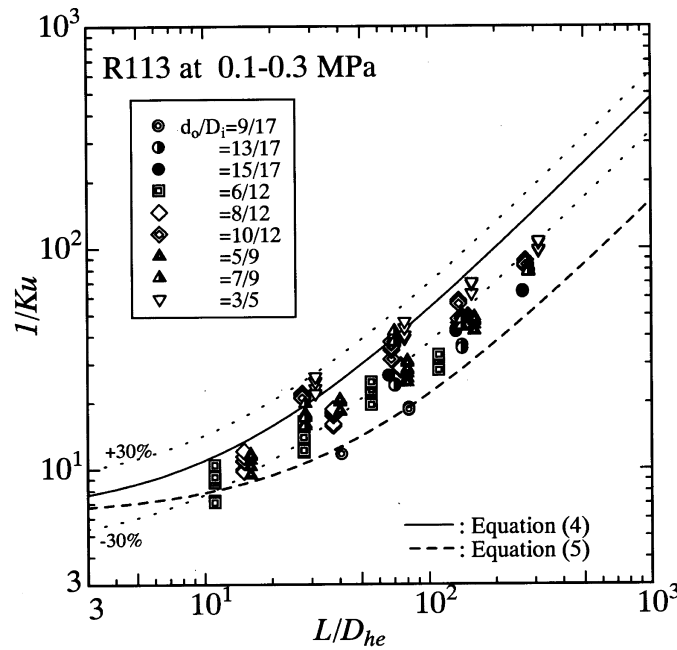 10³
R113 at 0.1-0.3 MPa
dₒ/Dᵢ=9/17
=13/17
=15/17
=6/12
=8/12
=10/12
=5/9
=7/9
=3/5
10²
1/Ku
+30%
10¹
-30%
: Equation (4)
: Equation (5)
3
3 10¹ 10² 10³
L/Dₕₑ